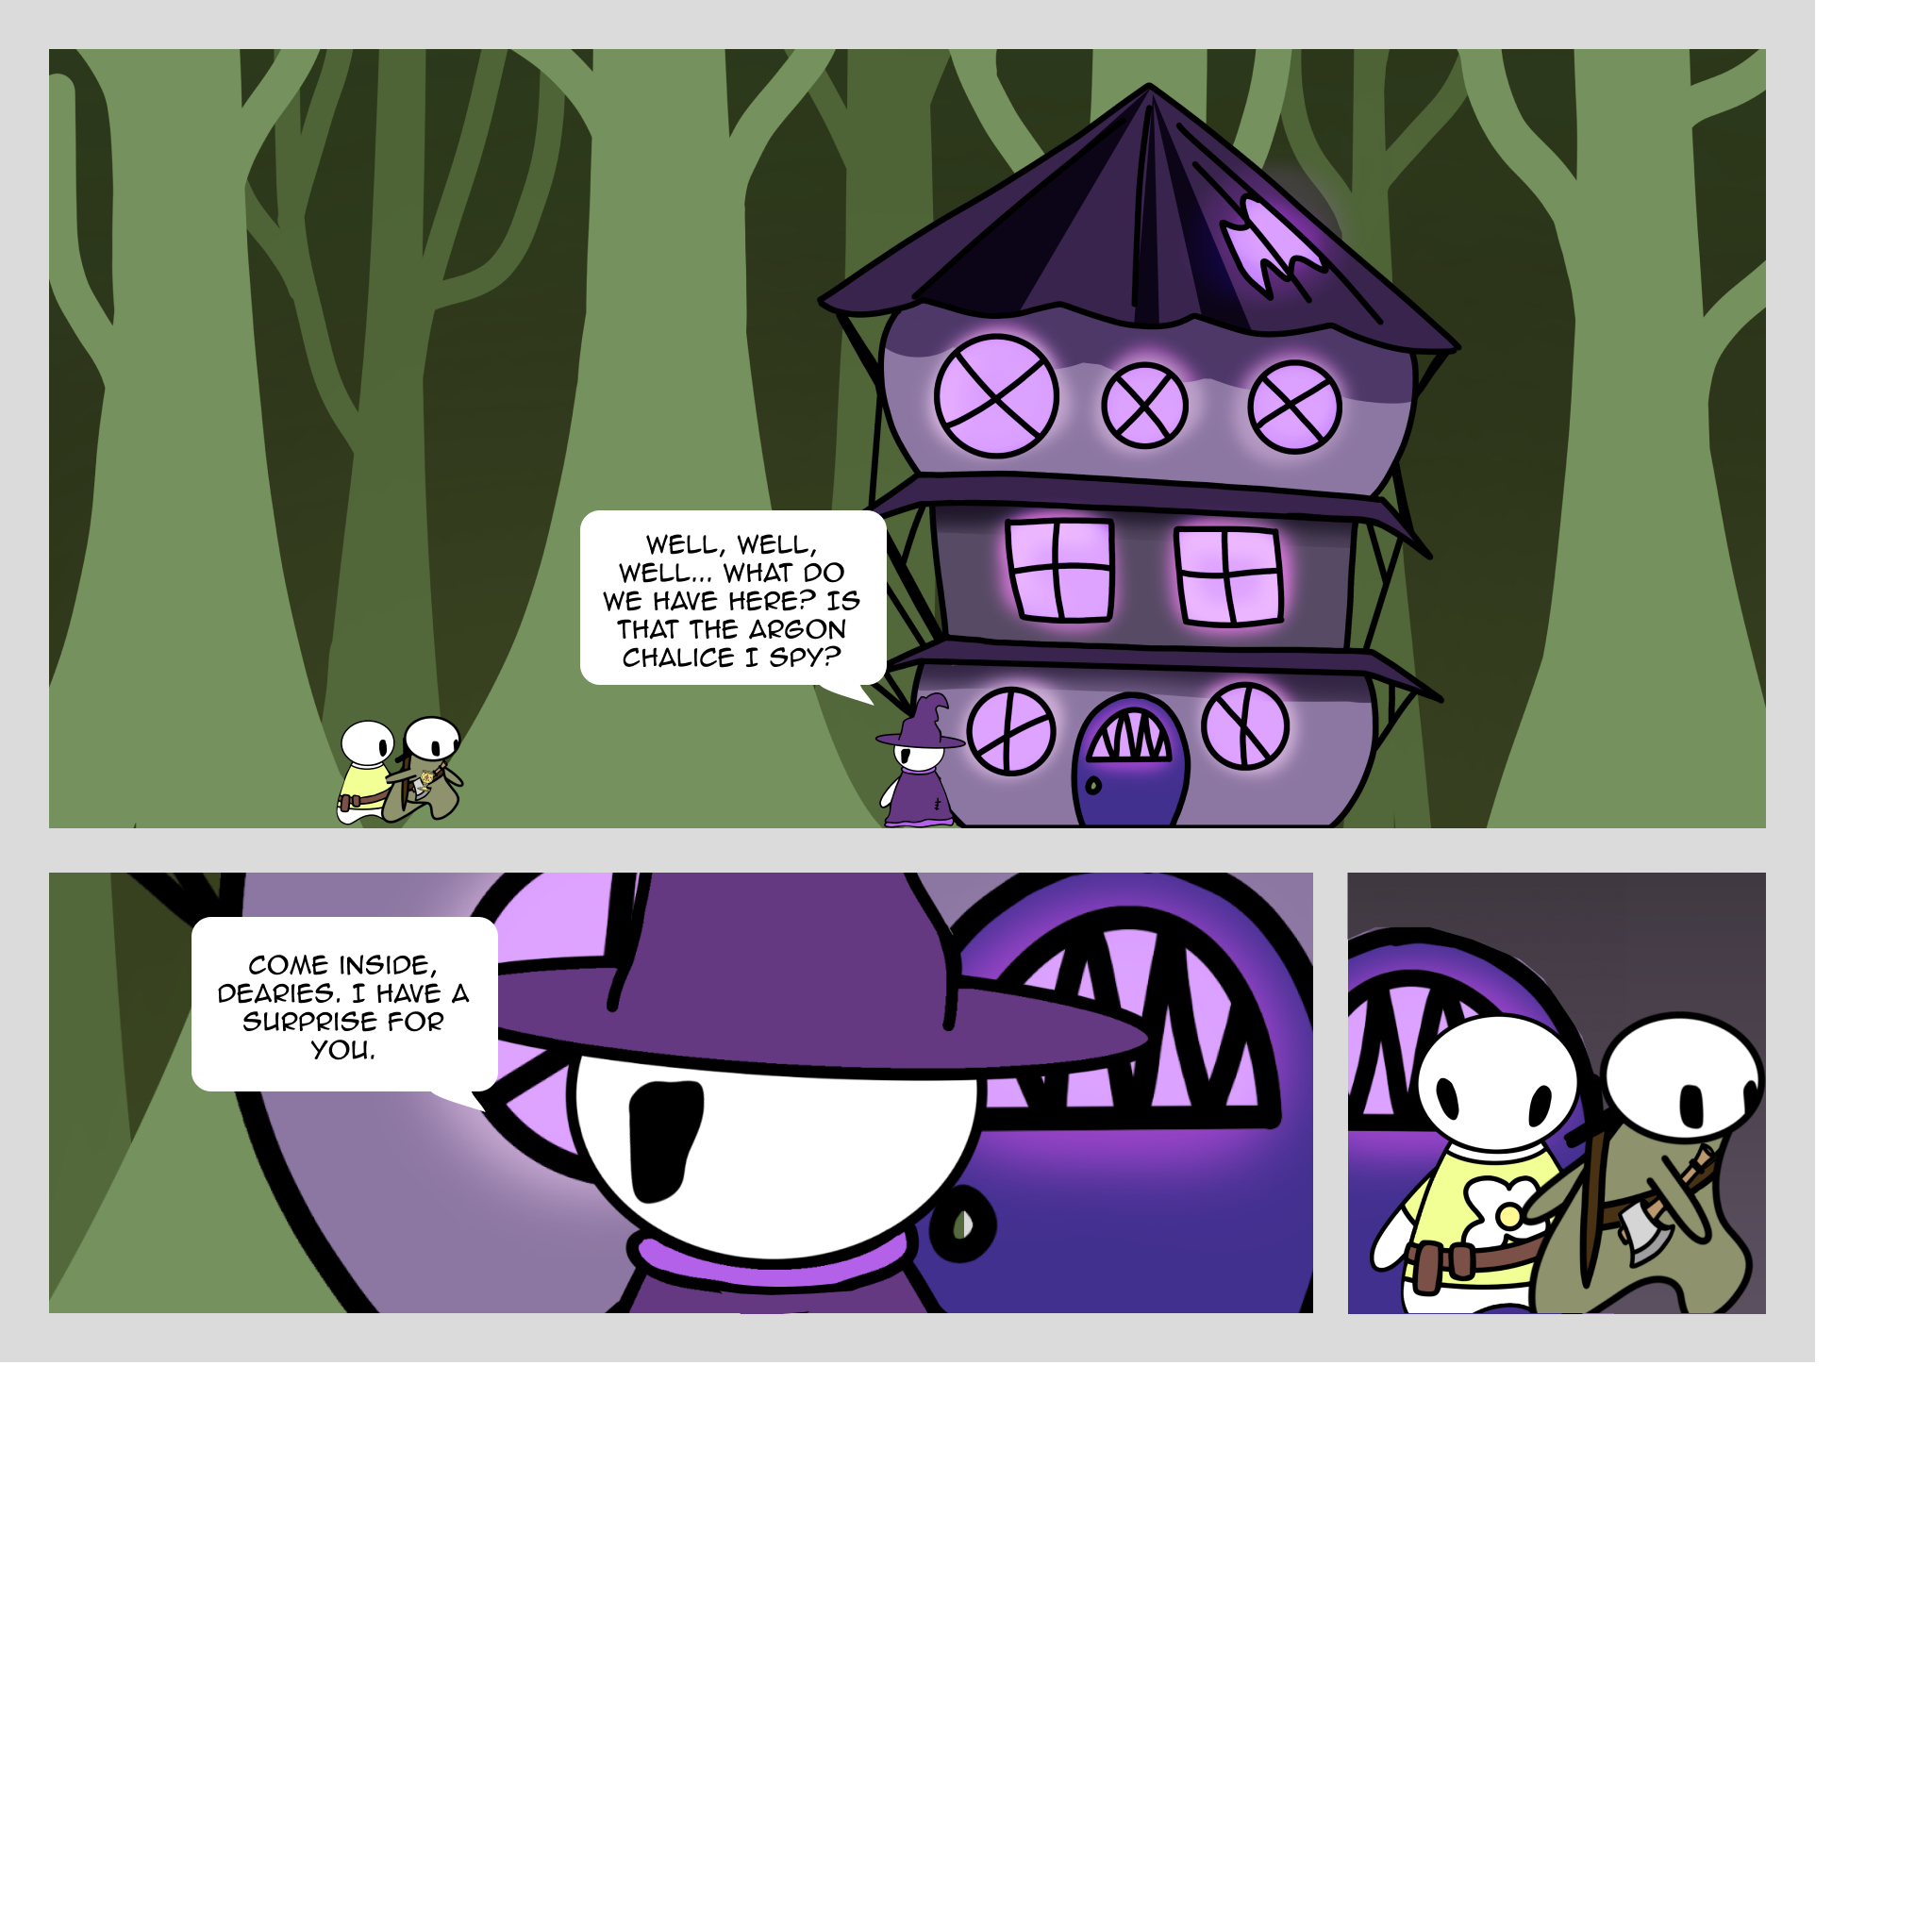 WELL, WELL,
WELL... WHAT DO
WE HAVE HERE? IS
THAT THE ARGON
CHALICE I SPY?
COME INSIDE,
DEARIES. I HAVE A
SURPRISE FOR
YOU.